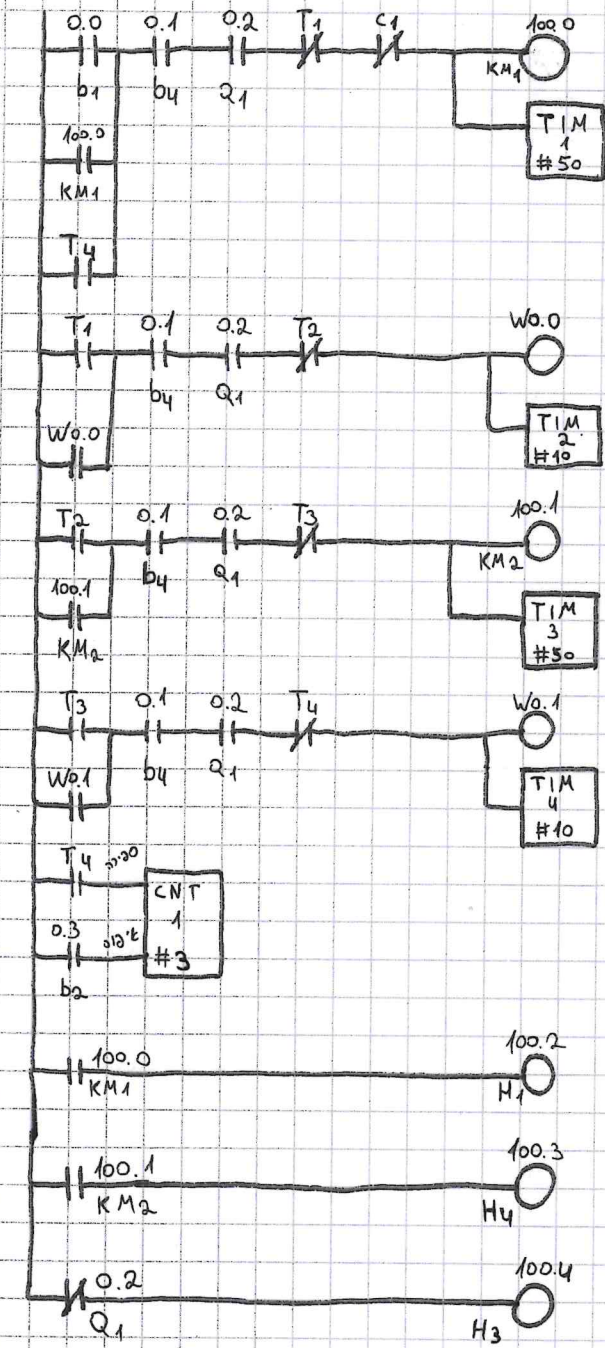 0.0 0.1 0.2 T1 C1 100.0
b1 b4 Q1 KM1
100.0
KM1
TIM
1
#50
T4
T1 0.1 0.2 T2 W0.0
b4 Q1
W0.0
TIM
2
#10
T2 0.1 0.2 T3 100.1
b4 Q1 KM2
100.1
KM2
TIM
3
#50
T3 0.1 0.2 T4 W0.1
W0.1 b4 Q1
TIM
4
#10
T4
CNT
1
#3
0.3
b2
100.0 100.2
KM1 H1
100.1 100.3
KM2 H4
0.2 100.4
Q1 H3